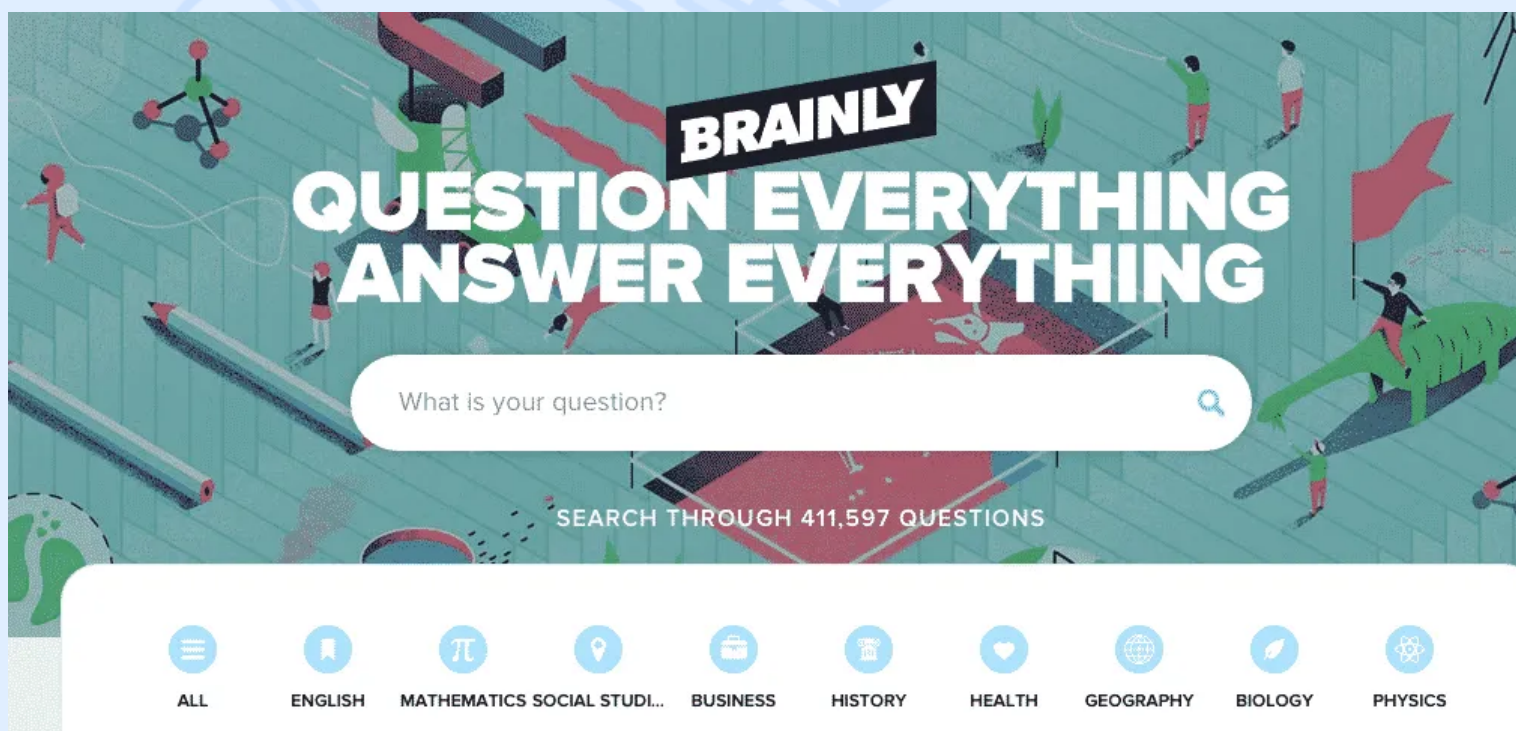 BRAINLY
QUESTION EVERYTHING
ANSWER EVERYTHING
What is your question?
SEARCH THROUGH 411,597 QUESTIONS
ALL ENGLISH MATHEMATICS SOCIAL STUDI... BUSINESS HISTORY HEALTH GEOGRAPHY BIOLOGY PHYSICS